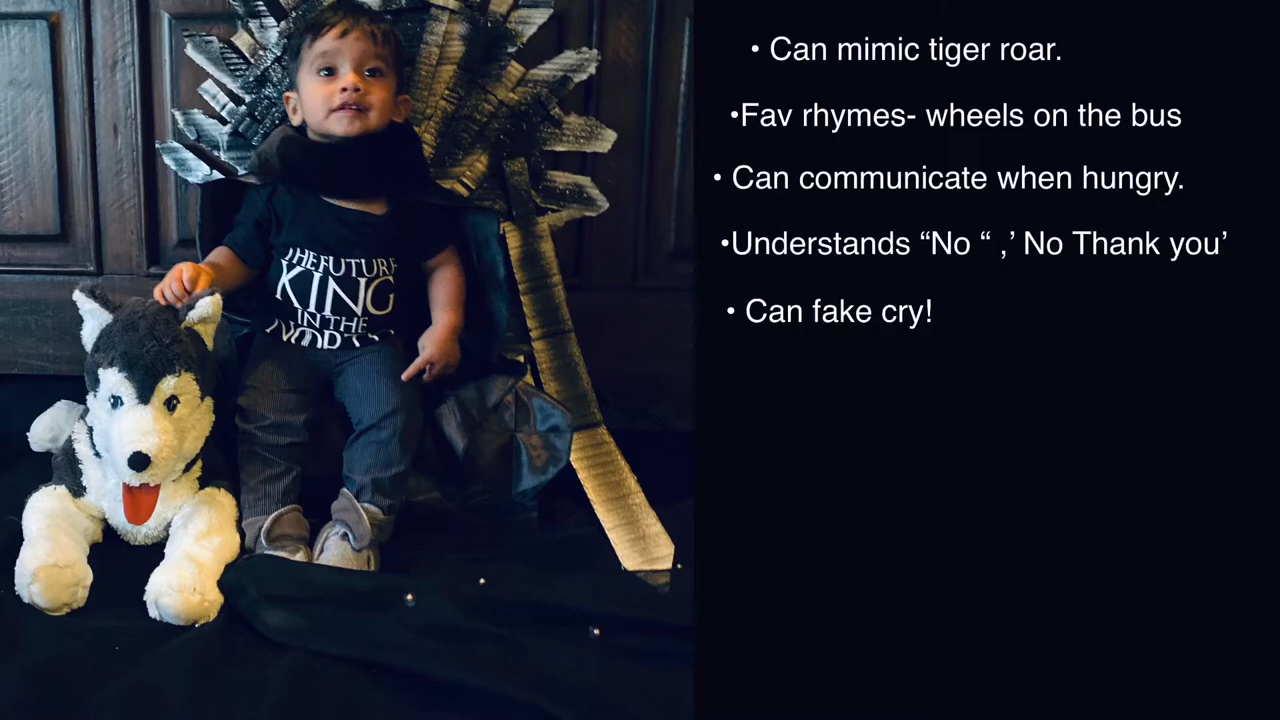 THE FUTURE
KING
IN THE
NORTH
• Can mimic tiger roar.
•Fav rhymes- wheels on the bus
• Can communicate when hungry.
•Understands “No “ ,’ No Thank you’
• Can fake cry!